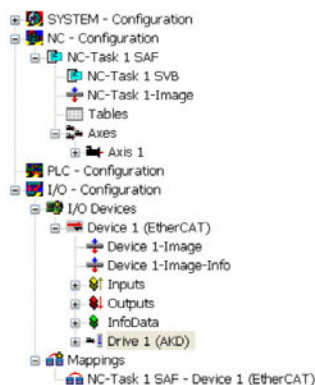 SYSTEM - Configuration
NC - Configuration
NC-Task 1 SAF
NC-Task 1 SVB
NC-Task 1-Image
Tables
Axes
Axis 1
PLC - Configuration
I/O - Configuration
I/O Devices
Device 1 (EtherCAT)
Device 1-Image
Device 1-Image-Info
Inputs
Outputs
InfoData
Drive 1 (AKD)
Mappings
NC-Task 1 SAF - Device 1 (EtherCAT)